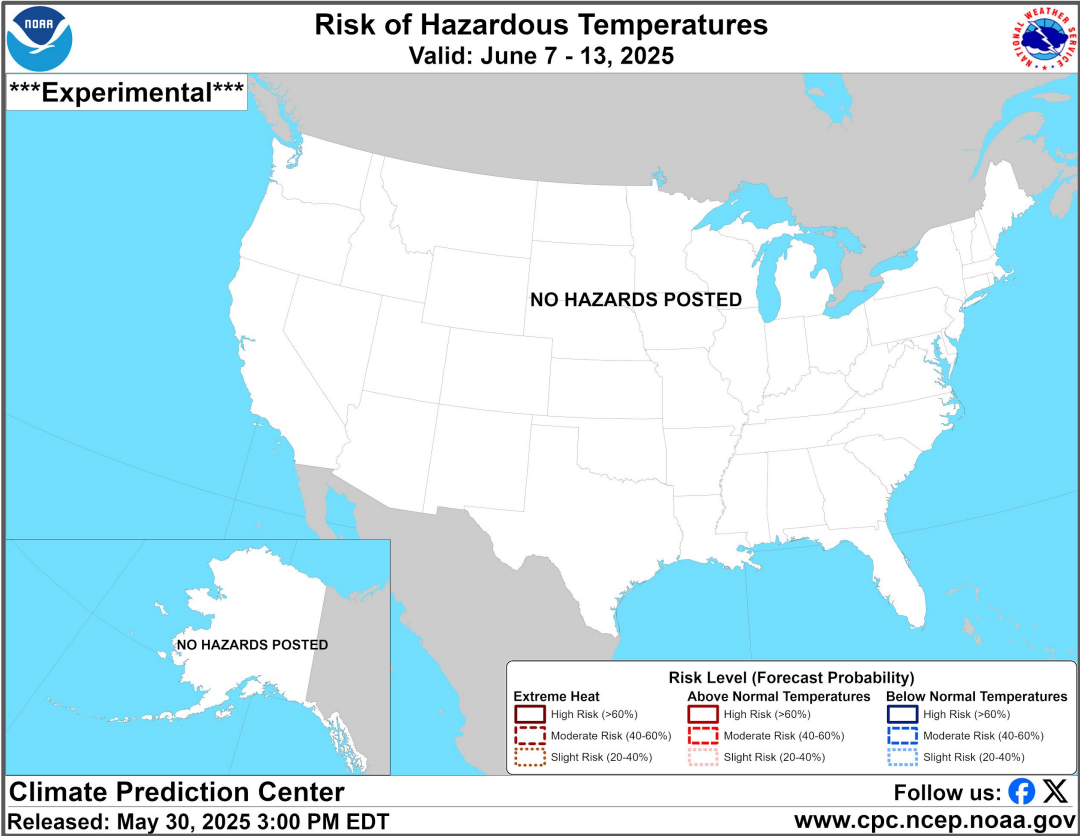 NOAA
Risk of Hazardous Temperatures
Valid: June 7 - 13, 2025
NATIONAL WEATHER SERVICE
***Experimental***
NO HAZARDS POSTED
NO HAZARDS POSTED
Risk Level (Forecast Probability)
Extreme Heat
High Risk (>60%)
Moderate Risk (40-60%)
Slight Risk (20-40%)
Above Normal Temperatures
High Risk (>60%)
Moderate Risk (40-60%)
Slight Risk (20-40%)
Below Normal Temperatures
High Risk (>60%)
Moderate Risk (40-60%)
Slight Risk (20-40%)
Climate Prediction Center
Follow us:
Released: May 30, 2025 3:00 PM EDT
www.cpc.ncep.noaa.gov